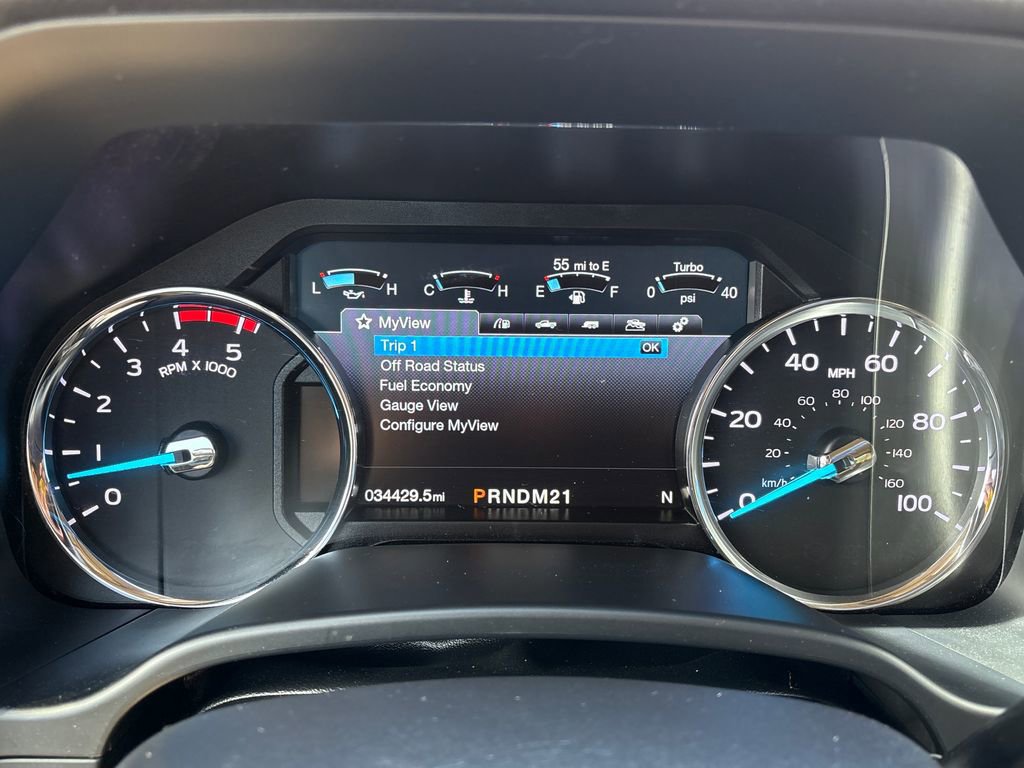 55 mi to E
Turbo
L H
C H
E F
0 psi 40
MyView
Trip 1 OK
Off Road Status
Fuel Economy
Gauge View
Configure MyView
034429.5mi PRNDM21 N
0 1 2 3 4 5
RPM X 1000
0 20 40 60 80 100
MPH
20 40 60 80 100 120 140 160
km/h